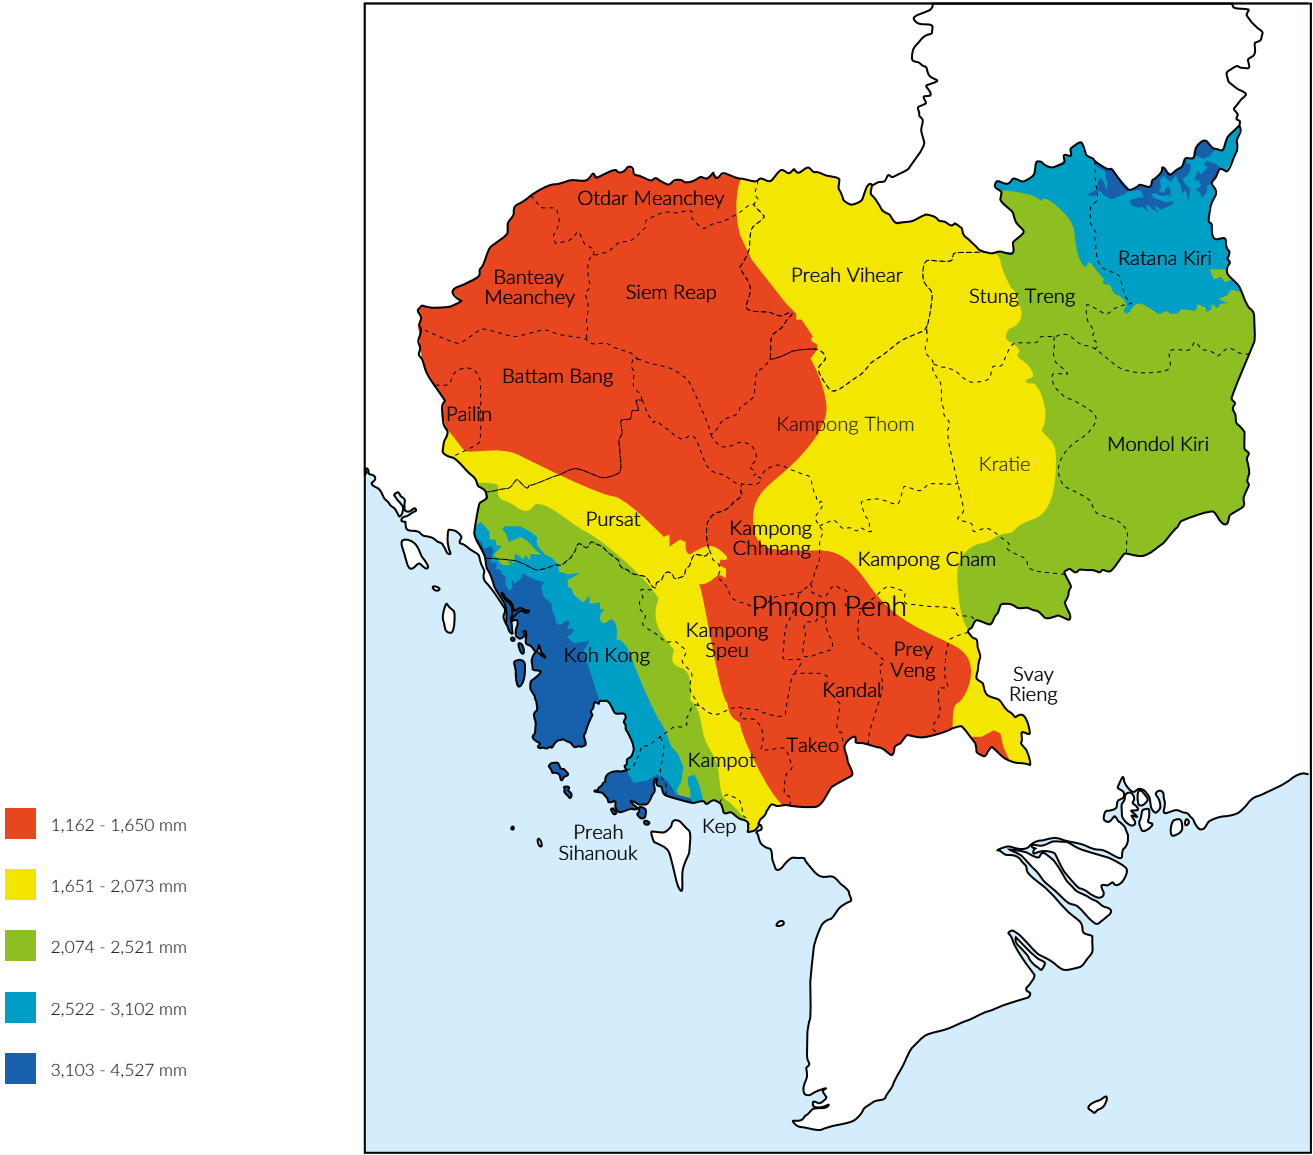 Otdar Meanchey
Banteay
Meanchey
Siem Reap
Preah Vihear
Stung Treng
Ratana Kiri
Battam Bang
Pailin
Kampong Thom
Kratie
Mondol Kiri
Pursat
Kampong
Chhnang
Kampong Cham
Phnom Penh
Kampong
Speu
Koh Kong
Prey
Veng
Svay
Rieng
Kandal
Takeo
Kampot
Kep
Preah
Sihanouk
1,162 - 1,650 mm
1,651 - 2,073 mm
2,074 - 2,521 mm
2,522 - 3,102 mm
3,103 - 4,527 mm